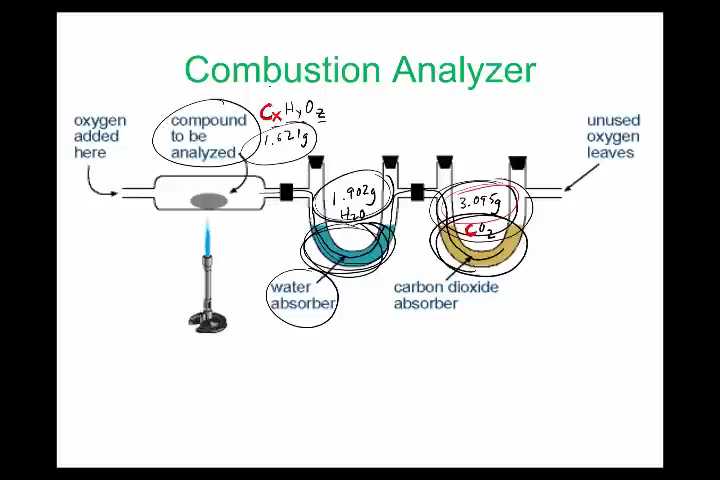 Combustion Analyzer
oxygen
added
here
compound
to be
analyzed
CxHyOz
1.621g
unused
oxygen
leaves
1.902g
H2O
3.095g
CO2
water
absorber
carbon dioxide
absorber